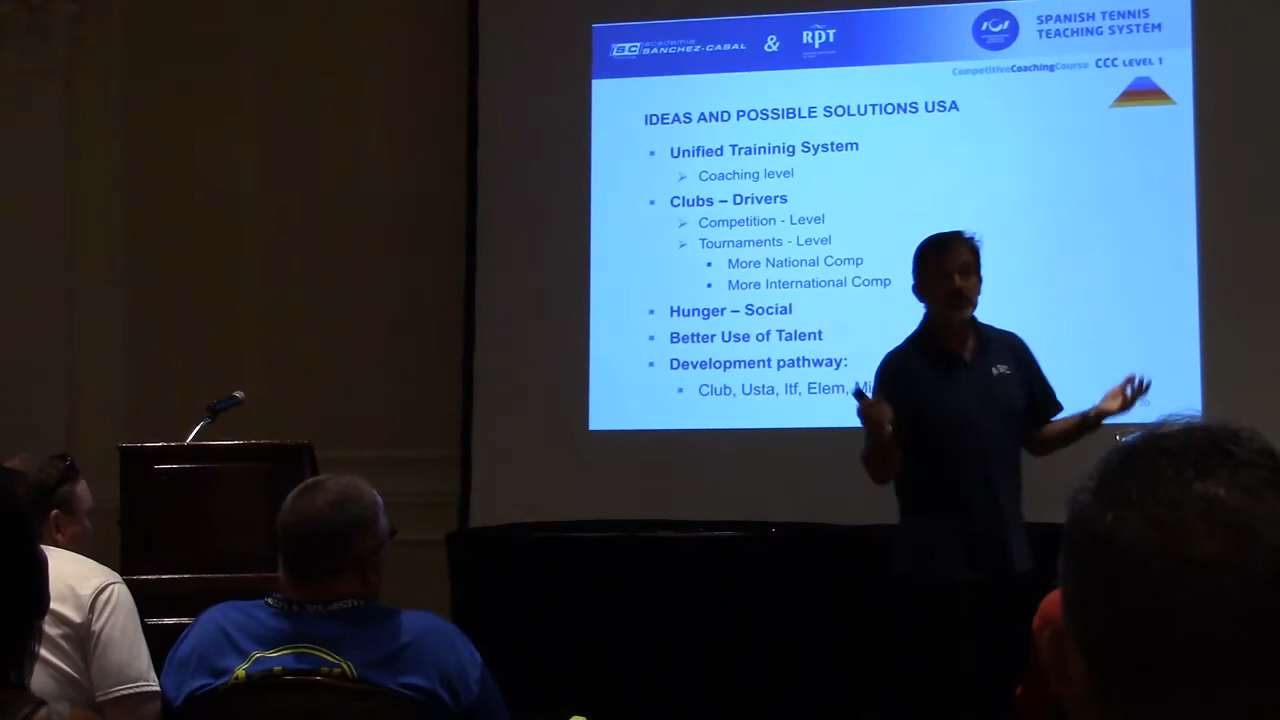 academia
SANCHEZ-CASAL
&
RPT
SPANISH TENNIS
TEACHING SYSTEM
CompetitiveCoachingCourse CCC LEVEL 1
IDEAS AND POSSIBLE SOLUTIONS USA
Unified Traininig System
Coaching level
Clubs – Drivers
Competition - Level
Tournaments - Level
More National Comp
More International Comp
Hunger – Social
Better Use of Talent
Development pathway:
Club, Usta, Itf, Elem, Mi
20